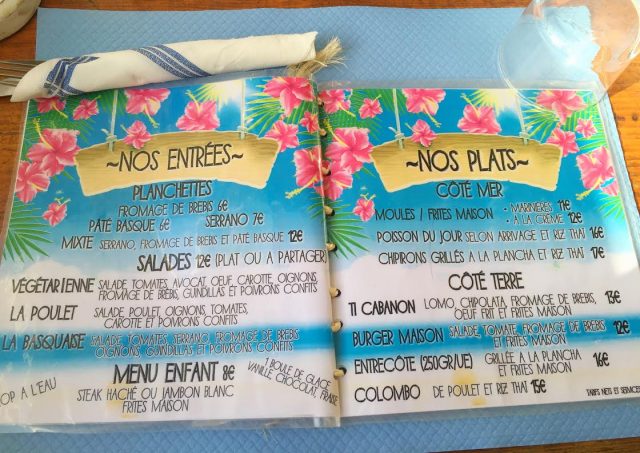 ~NOS ENTRÉES~
PLANCHETTES
FROMAGE DE BREBIS 6€
PÂTÉ BASQUE 6€ SERRANO 7€
MIXTE SERRANO, FROMAGE DE BREBIS ET PÂTÉ BASQUE 12€
SALADES 12€ (PLAT OU A PARTAGER)
VÉGÉTARIENNE SALADE, TOMATES, AVOCAT, OEUF, CAROTTE, OIGNONS,
FROMAGE DE BREBIS, GUINDILLAS ET POIVRONS CONFITS
LA POULET SALADE, POULET, OIGNONS, TOMATES,
CAROTTE ET POIVRONS CONFITS
LA BASQUAISE SALADE, TOMATES, SERRANO, FROMAGE DE BREBIS
OIGNONS, GUINDILLAS ET POIVRONS CONFITS
MENU ENFANT 8€
OP A L'EAU
STEAK HACHÉ OU JAMBON BLANC
FRITES MAISON
1 BOULE DE GLACE
VANILLE, CHOCOLAT, FRAISE
~NOS PLATS~
CÔTÉ MER
MOULES / FRITES MAISON • MARINIÈRES 11€
• A LA CRÈME 12€
POISSON DU JOUR SELON ARRIVAGE ET RIZ THAÏ 16€
CHIPIRONS GRILLÉS A LA PLANCHA ET RIZ THAÏ 17€
CÔTÉ TERRE
TI CABANON LOMO, CHIPOLATA, FROMAGE DE BREBIS,
OEUF FRIT ET FRITES MAISON 13€
BURGER MAISON SALADE, TOMATE, FROMAGE DE BREBIS
ET FRITES MAISON 12€
ENTRECÔTE (250GR/UE) GRILLÉE A LA PLANCHA
ET FRITES MAISON 16€
COLOMBO DE POULET ET RIZ THAÏ 15€
TARIFS NETS ET SERVICES